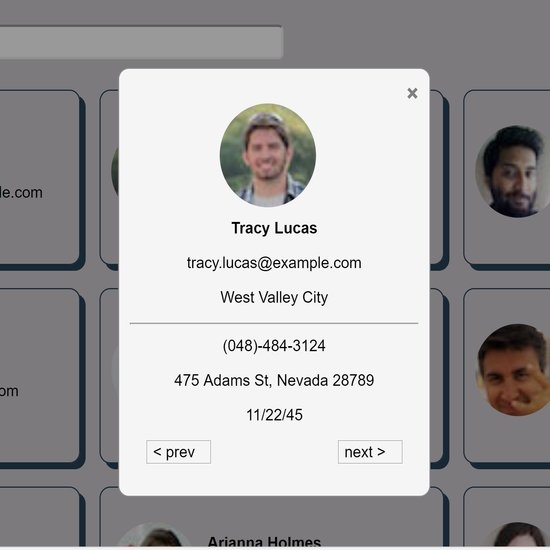 ×
Tracy Lucas
tracy.lucas@example.com
West Valley City
(048)-484-3124
475 Adams St, Nevada 28789
11/22/45
< prev
next >
le.com
om
Arianna Holmes